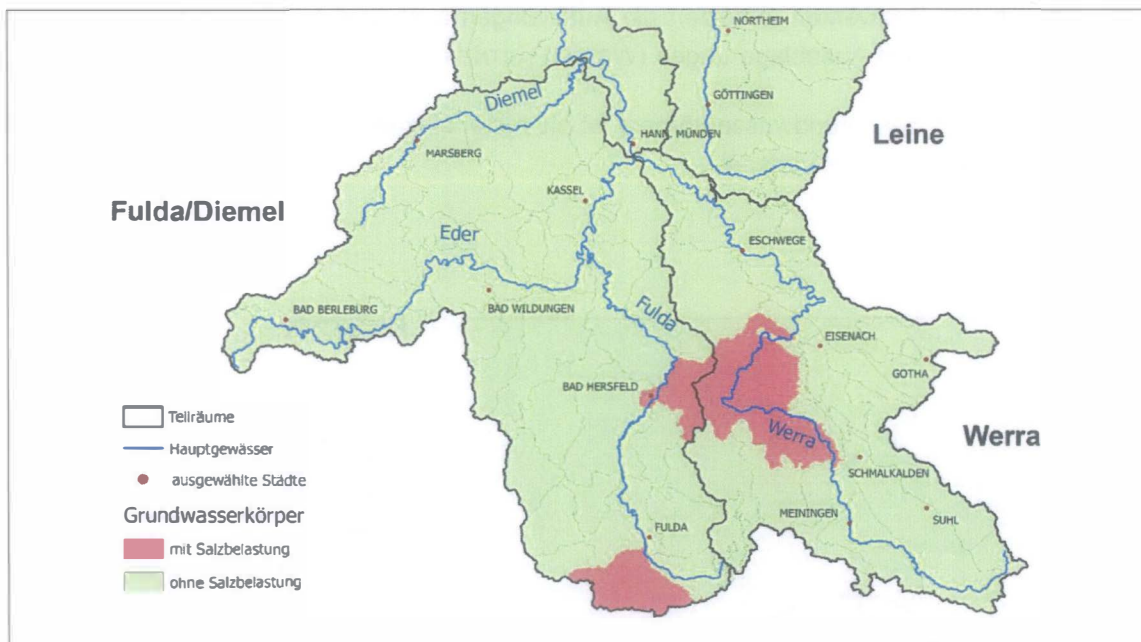 NORTHEIM
Diemel
GÖTTINGEN
HANN. MÜNDEN
Leine
MARSBERG
KASSEL
Fulda/Diemel
Eder
ESCHWEGE
BAD BERLEBURG
BAD WILDUNGEN
Fulda
EISENACH
GOTHA
BAD HERSFELD
Teilräume
Werra
Werra
Hauptgewässer
SCHMALKALDEN
ausgewählte Städte
Grundwasserkörper
MEININGEN
SUHL
FULDA
mit Salzbelastung
ohne Salzbelastung